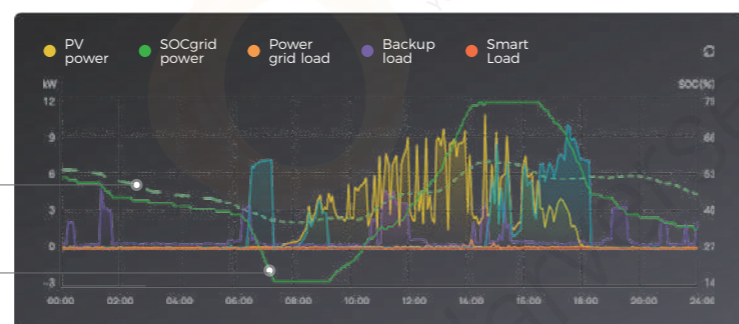 PV
power
SOCgrid
power
Power
grid load
Backup
load
Smart
Load
kW
SOC(%)
12
9
6
3
0
-3
79
66
53
40
27
14
00:00 02:00 04:00 06:00 08:00 10:00 12:00 14:00 16:00 18:00 20:00 24:00